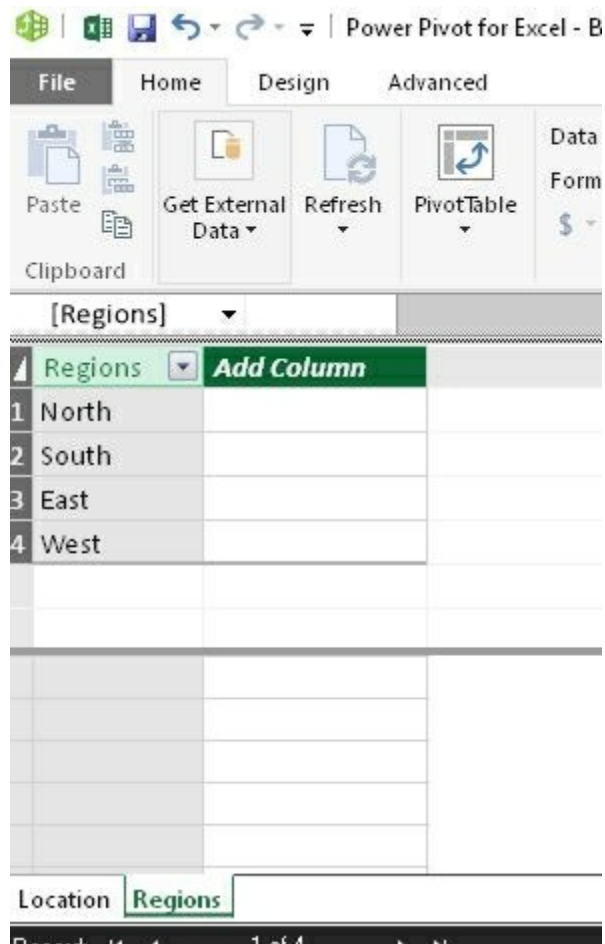 Power Pivot for Excel - B
File Home Design Advanced
Paste
Get External Data
Refresh
PivotTable
Data
Form
$
Clipboard
[Regions]
Regions Add Column
1 North
2 South
3 East
4 West
Location Regions
Record: 1 of 4